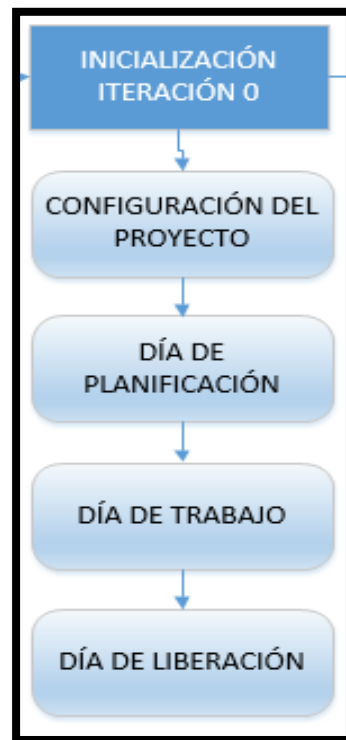 INICIALIZACIÓN
ITERACIÓN 0
CONFIGURACIÓN DEL
PROYECTO
DÍA DE
PLANIFICACIÓN
DÍA DE TRABAJO
DÍA DE LIBERACIÓN